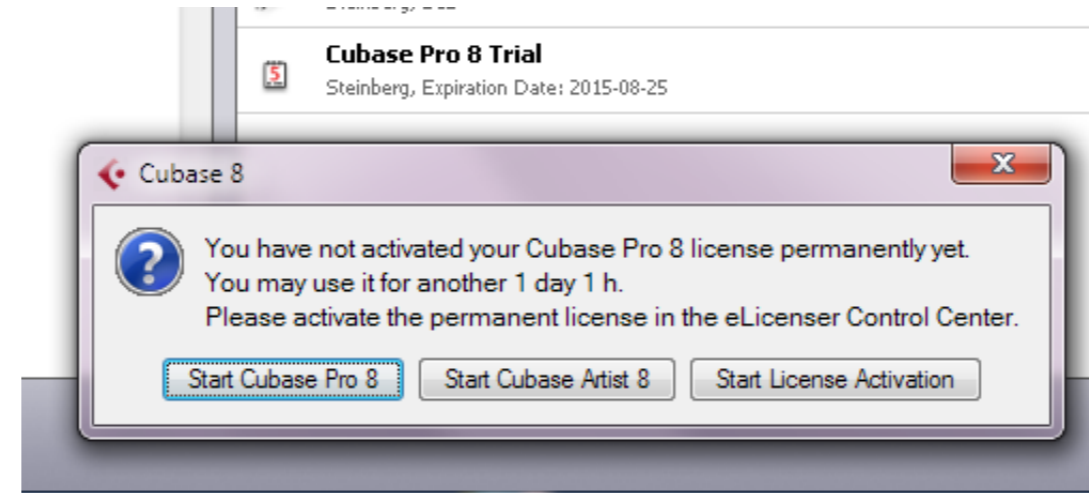 Cubase Pro 8 Trial
Steinberg, Expiration Date: 2015-08-25
Cubase 8
You have not activated your Cubase Pro 8 license permanently yet.
You may use it for another 1 day 1 h.
Please activate the permanent license in the eLicenser Control Center.
Start Cubase Pro 8
Start Cubase Artist 8
Start License Activation